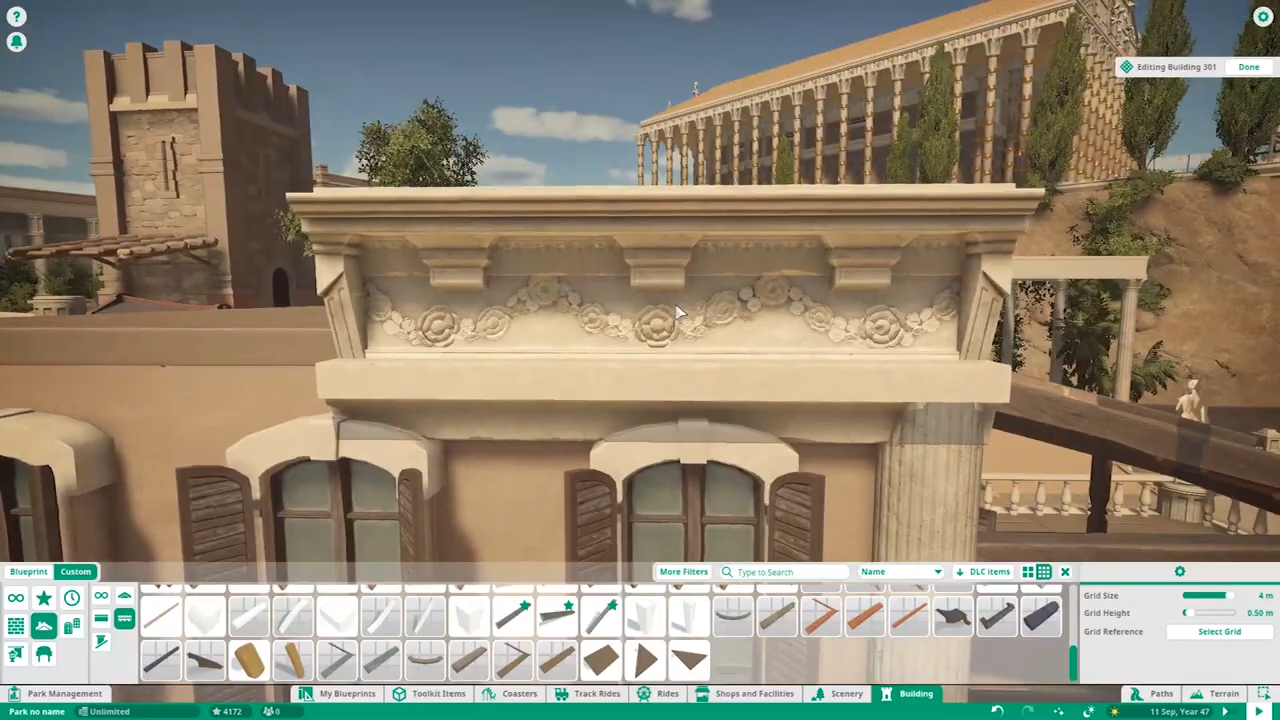 ?
Editing Building 301
Done
Blueprint
Custom
More Filters
Type to Search
Name
DLC items
Grid Size
4 m
Grid Height
0.50 m
Grid Reference
Select Grid
Park Management
My Blueprints
Toolkit Items
Coasters
Track Rides
Rides
Shops and Facilities
Scenery
Building
Paths
Terrain
Park no name
Unlimited
4172
0
11 Sep, Year 47